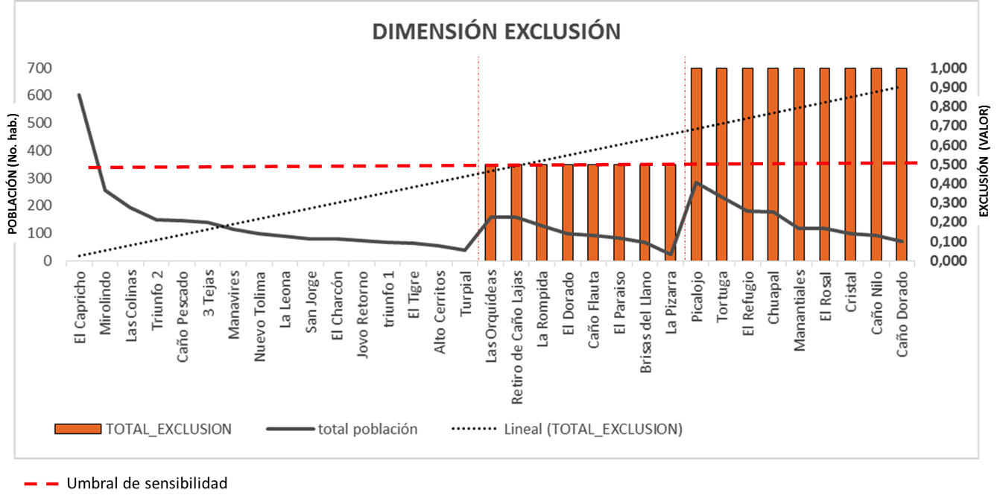 DIMENSIÓN EXCLUSIÓN
POBLACIÓN (No. hab.)
700
600
500
400
300
200
100
0
1,000
0,900
0,800
0,700
0,600
0,500
0,400
0,300
0,200
0,100
0,000
EXCLUSIÓN (VALOR)
El Capricho
Mirolindo
Las Colinas
Triunfo 2
Caño Pescado
3 Tejas
Manavires
Nuevo Tolima
La Leona
San Jorge
El Charcón
Jovo Retorno
triunfo 1
El Tigre
Alto Cerritos
Turpial
Las Orquídeas
Retiro de Caño Lajas
La Rompida
El Dorado
Caño Flauta
El Paraiso
Brisas del Llano
La Pizarra
Picalojo
Tortuga
El Refugio
Chuapal
Manantiales
El Rosal
Cristal
Caño Nilo
Caño Dorado
TOTAL_EXCLUSION
total población
Lineal (TOTAL_EXCLUSION)
Umbral de sensibilidad